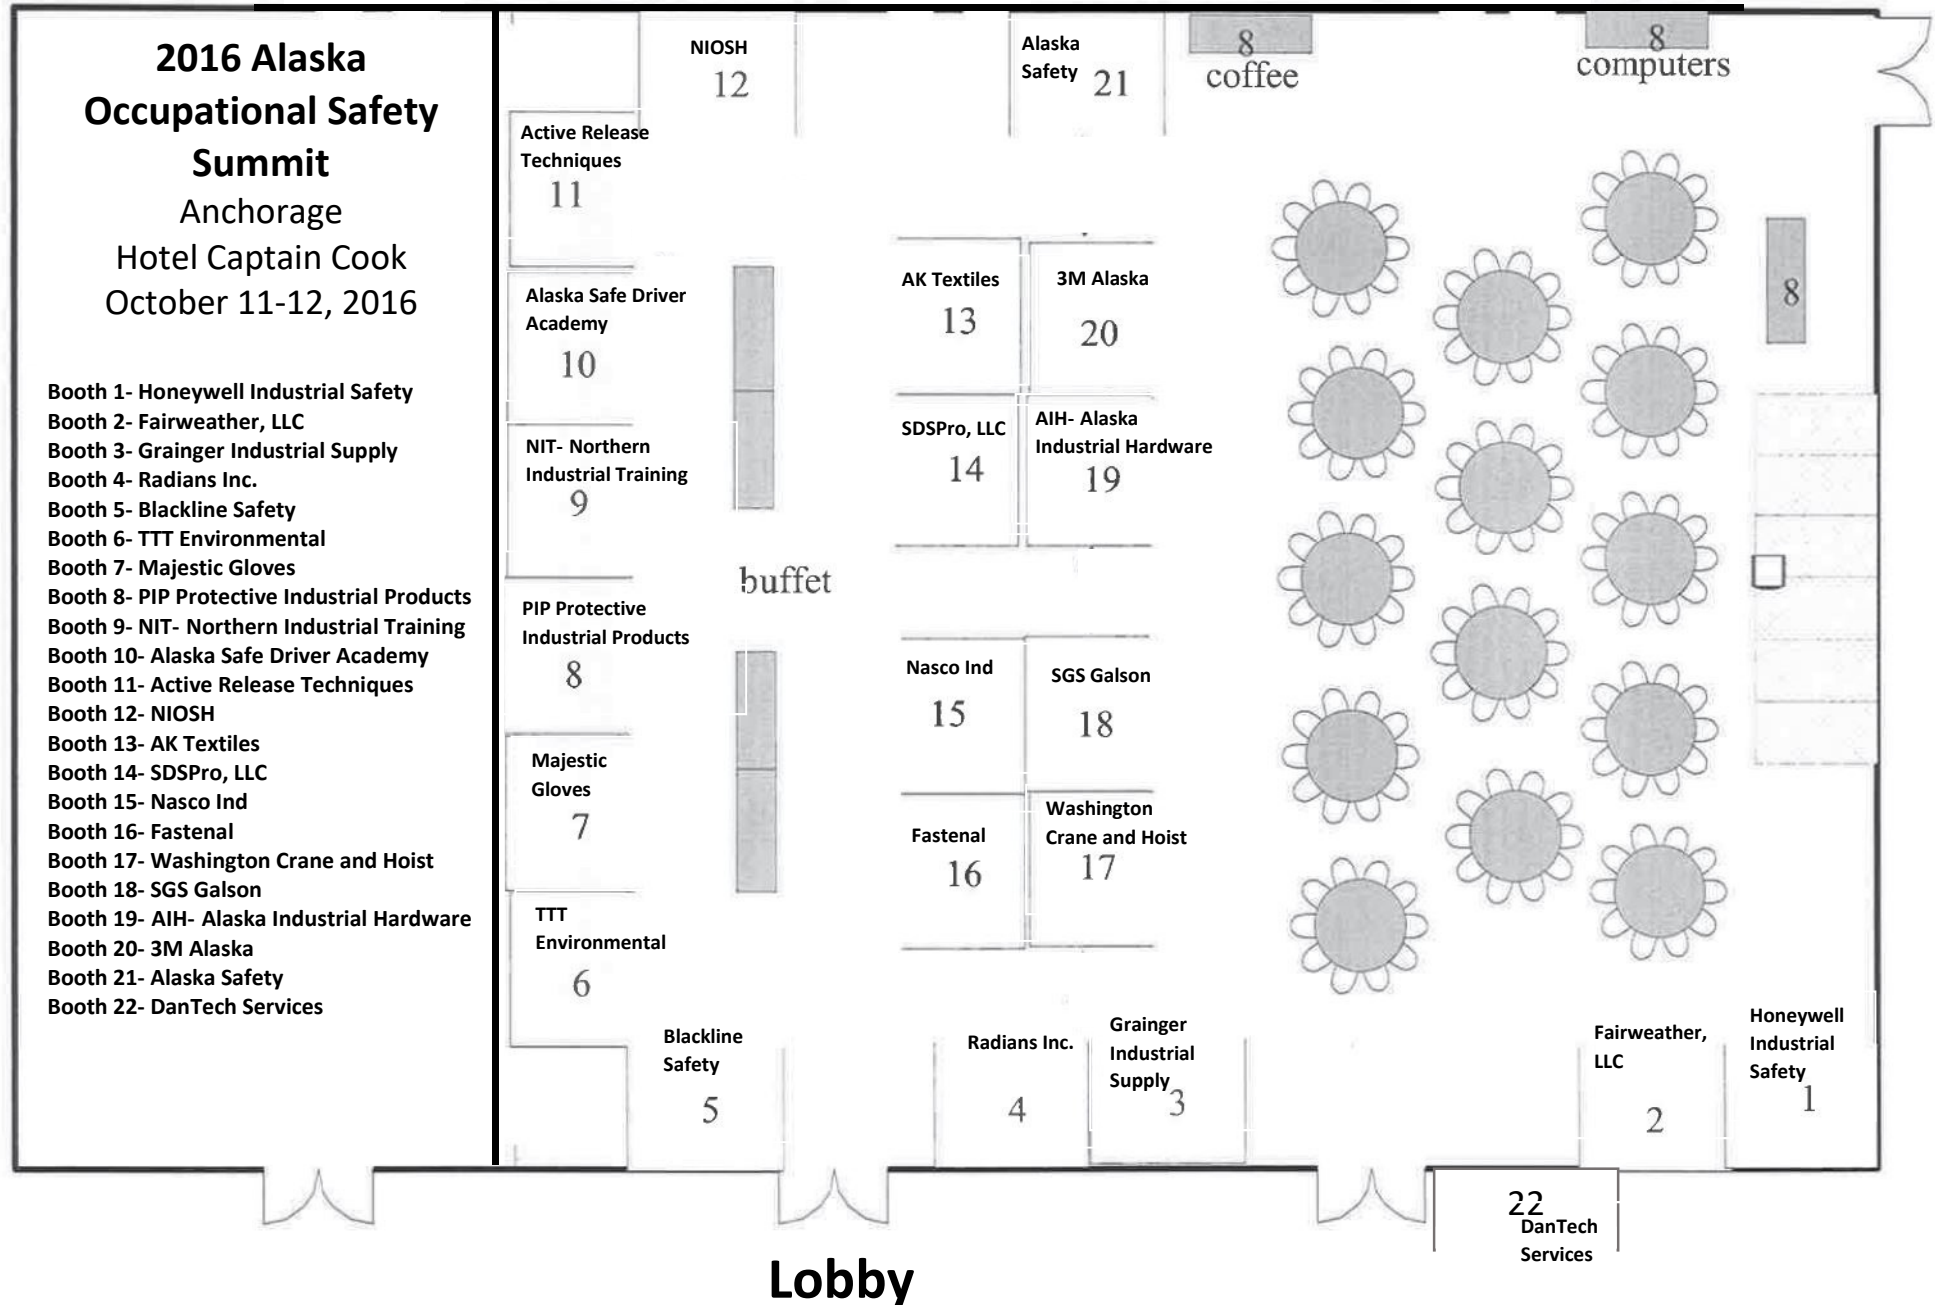 2016 Alaska
Occupational Safety
Summit
Anchorage
Hotel Captain Cook
October 11-12, 2016
Booth 1- Honeywell Industrial Safety
Booth 2- Fairweather, LLC
Booth 3- Grainger Industrial Supply
Booth 4- Radians Inc.
Booth 5- Blackline Safety
Booth 6- TTT Environmental
Booth 7- Majestic Gloves
Booth 8- PIP Protective Industrial Products
Booth 9- NIT- Northern Industrial Training
Booth 10- Alaska Safe Driver Academy
Booth 11- Active Release Techniques
Booth 12- NIOSH
Booth 13- AK Textiles
Booth 14- SDSPro, LLC
Booth 15- Nasco Ind
Booth 16- Fastenal
Booth 17- Washington Crane and Hoist
Booth 18- SGS Galson
Booth 19- AIH- Alaska Industrial Hardware
Booth 20- 3M Alaska
Booth 21- Alaska Safety
Booth 22- DanTech Services
NIOSH
12
Alaska
Safety
21
8
coffee
8
computers
Active Release
Techniques
11
Alaska Safe Driver
Academy
10
NIT- Northern
Industrial Training
9
PIP Protective
Industrial Products
8
Majestic
Gloves
7
TTT
Environmental
6
buffet
AK Textiles
13
3M Alaska
20
SDSPro, LLC
14
AIH- Alaska
Industrial Hardware
19
Nasco Ind
15
SGS Galson
18
Fastenal
16
Washington
Crane and Hoist
17
8
Blackline
Safety
5
Radians Inc.
4
Grainger
Industrial
Supply
3
Fairweather,
LLC
2
Honeywell
Industrial
Safety
1
22
DanTech
Services
Lobby